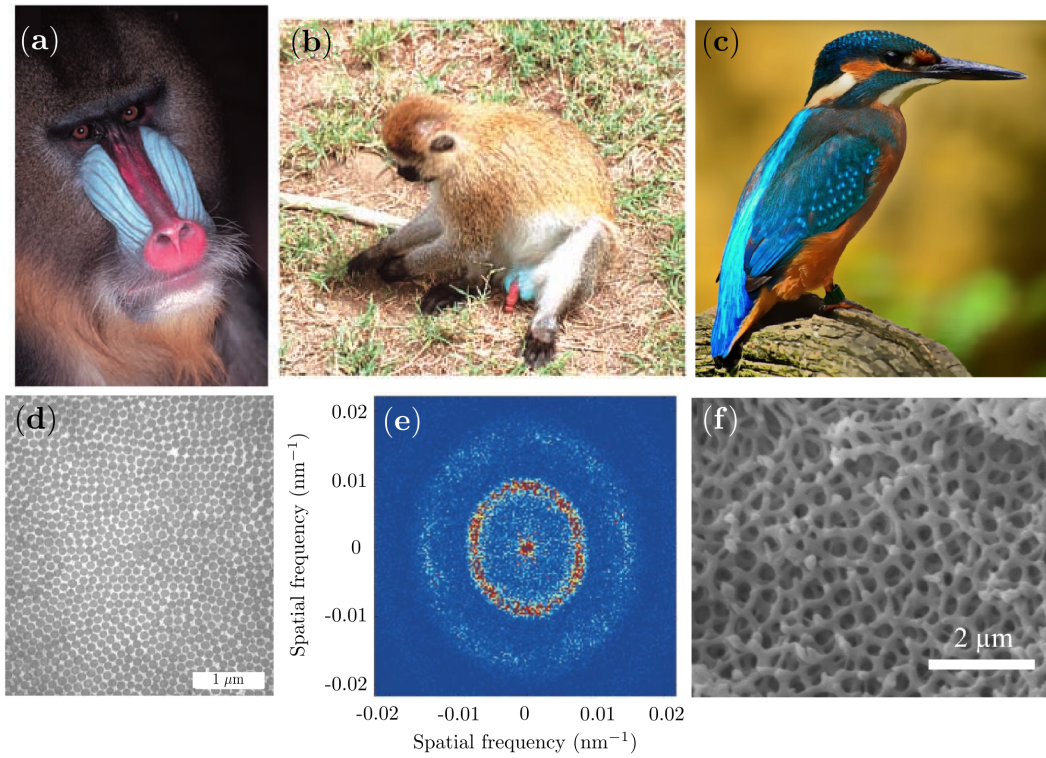 (a)
(b)
(c)
(d)
1 μm
(e)
0.02
0.010
0
-0.01
-0.02
Spatial frequency (nm⁻¹)
-0.02 -0.01 0 0.01 0.02
Spatial frequency (nm⁻¹)
(f)
2 μm